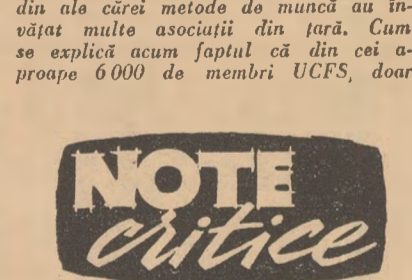 din ale cărei metode de muncă au în-
vățat multe asociații din țară. Cum
se explică acum faptul că din cei a-
proape 6 000 de membri UCFS, doar
NOTE
critice